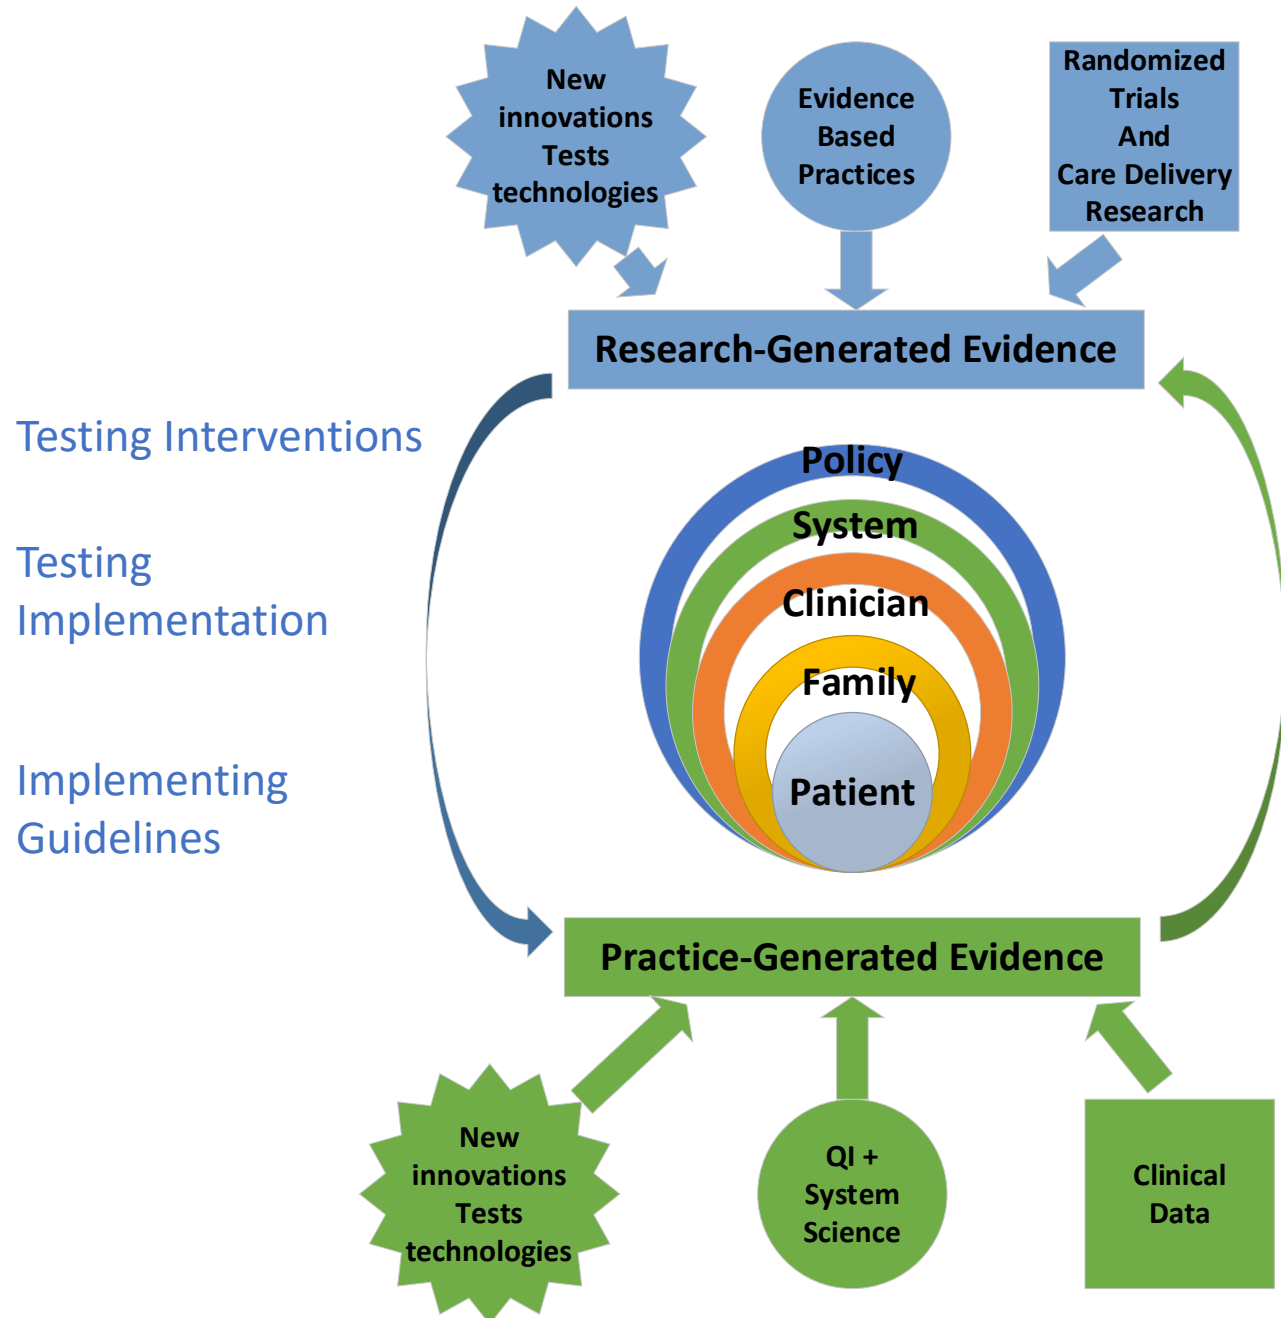 New
innovations
Tests
technologies
Evidence
Based
Practices
Randomized
Trials
And
Care Delivery
Research
Research-Generated Evidence
Testing Interventions
Testing
Implementation
Implementing
Guidelines
Policy
System
Clinician
Family
Patient
Practice-Generated Evidence
New
innovations
Tests
technologies
QI +
System
Science
Clinical
Data